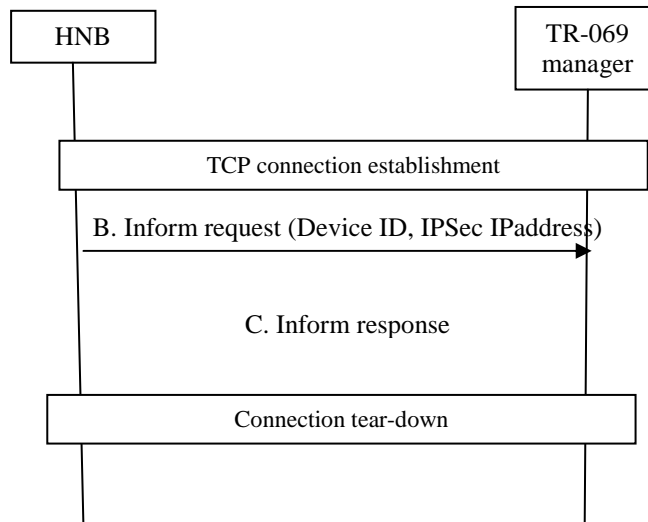 HNB
TR-069
manager
TCP connection establishment
B. Inform request (Device ID, IPSec IPaddress)
C. Inform response
Connection tear-down